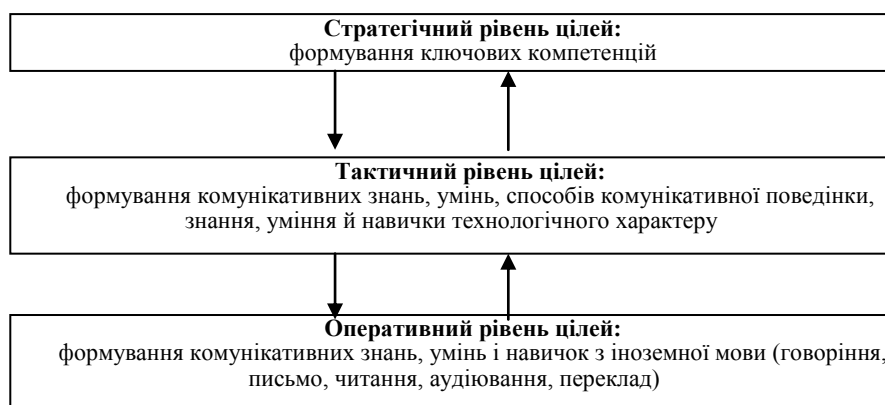 Стратегічний рівень цілей:
формування ключових компетенцій
Тактичний рівень цілей:
формування комунікативних знань, умінь, способів комунікативної поведінки,
знання, уміння й навички технологічного характеру
Оперативний рівень цілей:
формування комунікативних знань, умінь і навичок з іноземної мови (говоріння,
письмо, читання, аудіювання, переклад)